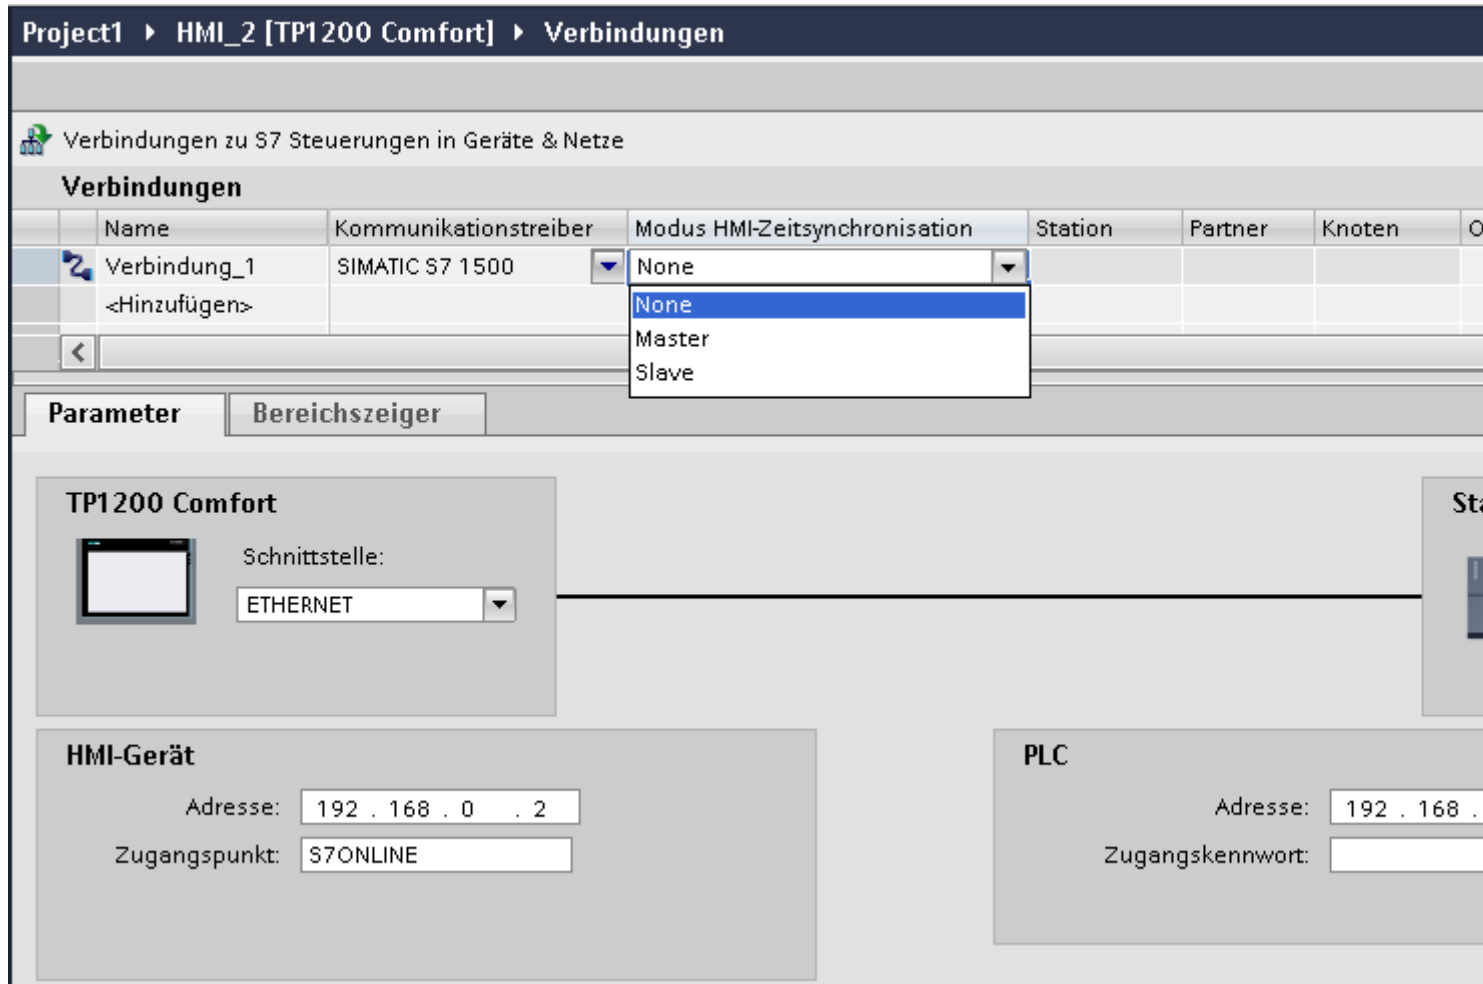 Project1 ▸ HMI_2 [TP1200 Comfort] ▸ Verbindungen
Verbindungen zu S7 Steuerungen in Geräte & Netze
Verbindungen
Name Kommunikationstreiber Modus HMI-Zeitsynchronisation Station Partner Knoten
Verbindung_1 SIMATIC S7 1500 None
<Hinzufügen> None
Master
Slave
Parameter Bereichszeiger
TP1200 Comfort
Schnittstelle:
ETHERNET
HMI-Gerät PLC
Adresse: 192 . 168 . 0 . 2 Adresse: 192 . 168 .
Zugangspunkt: S7ONLINE Zugangskennwort: